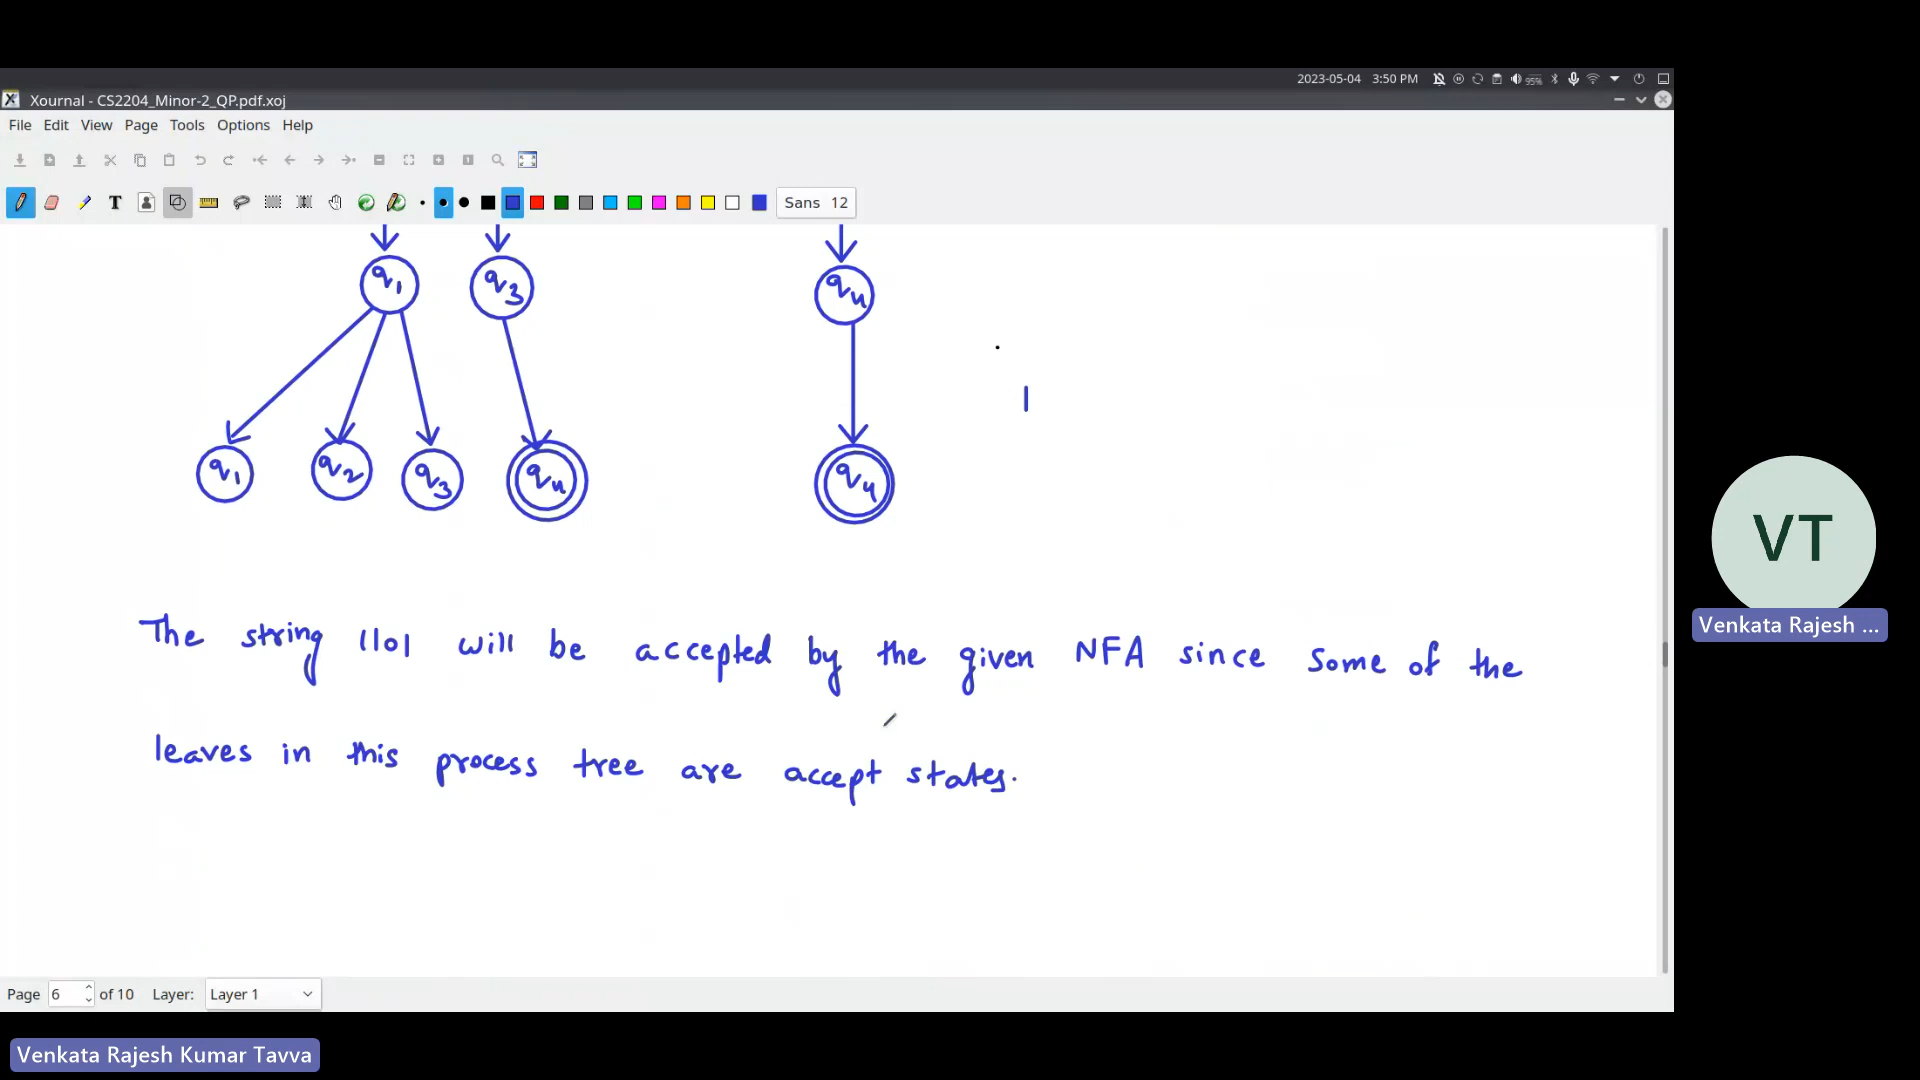 2023-05-04 3:50 PM 95%
Xournal - CS2204_Minor-2_QP.pdf.xoj
File Edit View Page Tools Options Help
T Sans 12
q1 q3 q4
1
q1 q2 q3 q4 q4
The string 1101 will be accepted by the given NFA since some of the
leaves in this process tree are accept states.
VT
Venkata Rajesh ...
Page 6 of 10 Layer: Layer 1
Venkata Rajesh Kumar Tavva